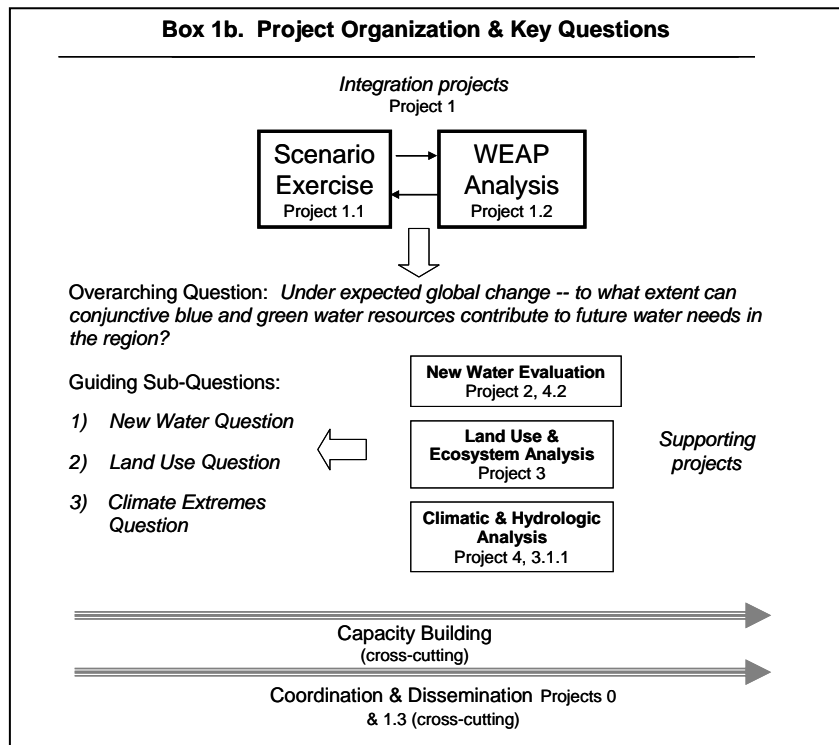 Box 1b. Project Organization & Key Questions
Integration projects
Project 1
Scenario
Exercise
Project 1.1
WEAP
Analysis
Project 1.2
Overarching Question: Under expected global change -- to what extent can
conjunctive blue and green water resources contribute to future water needs in
the region?
Guiding Sub-Questions:
1) New Water Question
2) Land Use Question
3) Climate Extremes
Question
New Water Evaluation
Project 2, 4.2
Land Use &
Ecosystem Analysis
Project 3
Climatic & Hydrologic
Analysis
Project 4, 3.1.1
Supporting
projects
Capacity Building
(cross-cutting)
Coordination & Dissemination Projects 0
& 1.3 (cross-cutting)